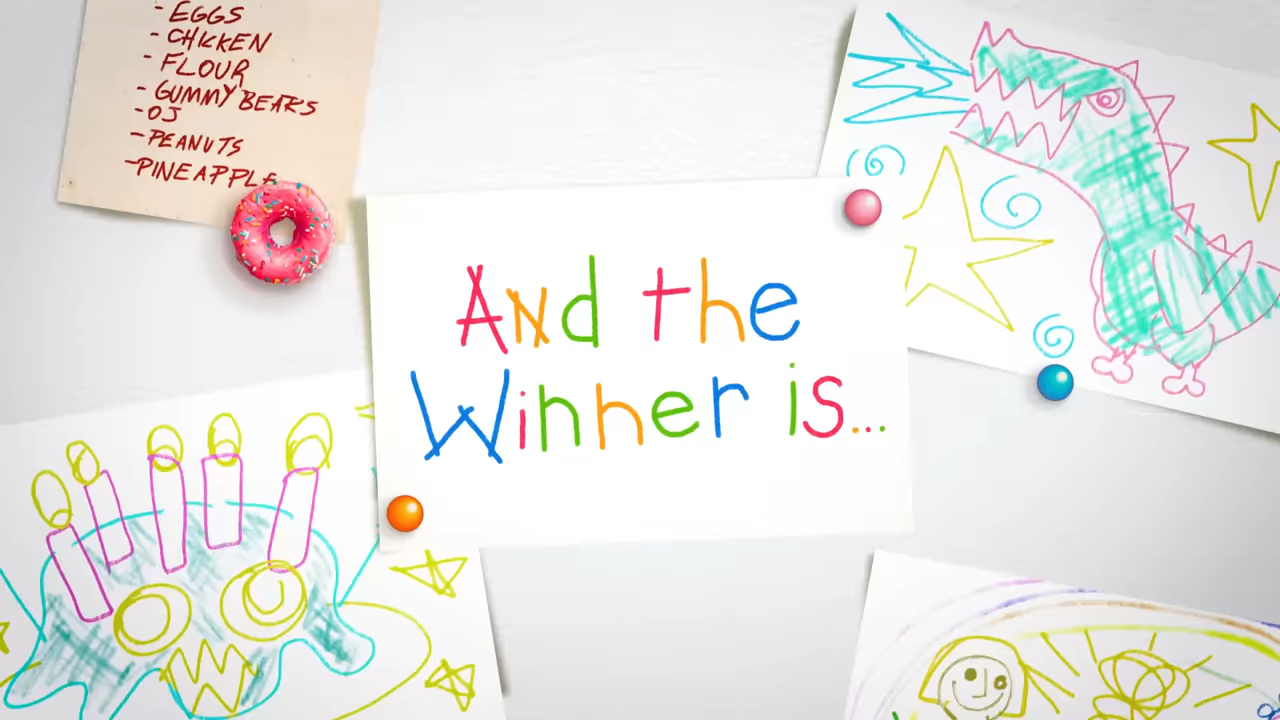 - EGGS
- CHICKEN
- FLOUR
- GUMMY BEARS
- OJ
- PEANUTS
- PINEAPPLE
And the
Winner is...